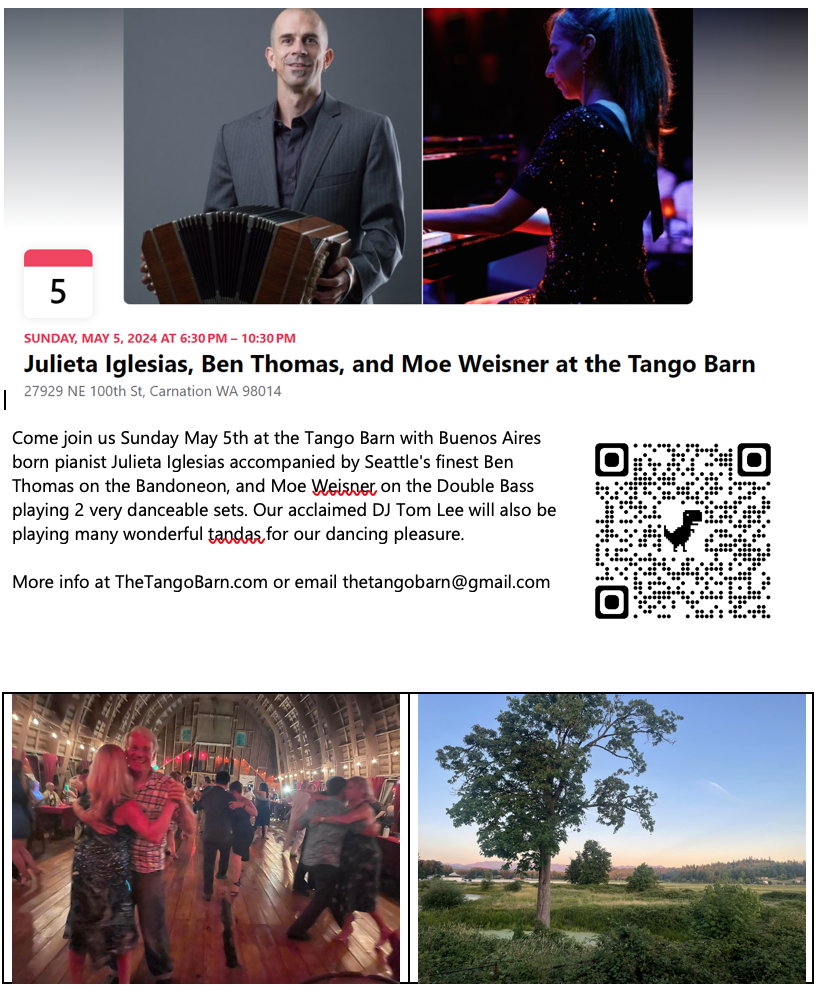 5
SUNDAY, MAY 5, 2024 AT 6:30 PM – 10:30 PM
Julieta Iglesias, Ben Thomas, and Moe Weisner at the Tango Barn
27929 NE 100th St, Carnation WA 98014
Come join us Sunday May 5th at the Tango Barn with Buenos Aires
born pianist Julieta Iglesias accompanied by Seattle's finest Ben
Thomas on the Bandoneon, and Moe Weisner on the Double Bass
playing 2 very danceable sets. Our acclaimed DJ Tom Lee will also be
playing many wonderful tandas for our dancing pleasure.
More info at TheTangoBarn.com or email thetangobarn@gmail.com